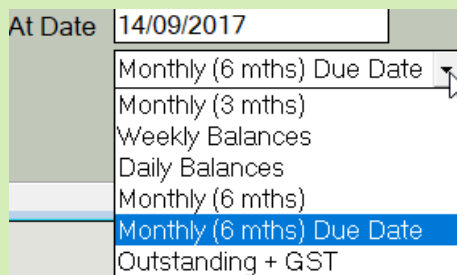 At Date 14/09/2017
Monthly (6 mths) Due Date
Monthly (3 mths)
Weekly Balances
Daily Balances
Monthly (6 mths)
Monthly (6 mths) Due Date
Outstanding + GST